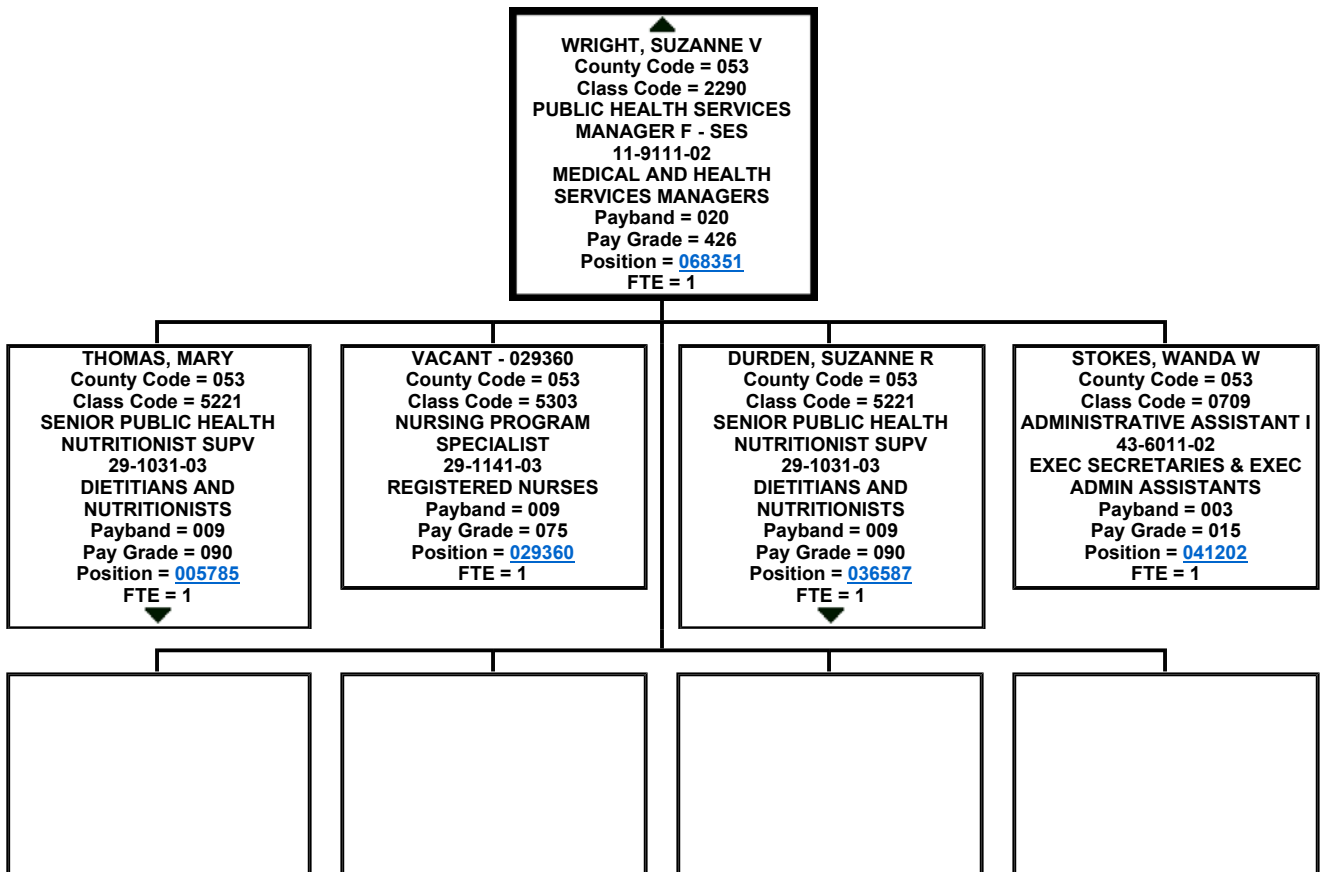 WRIGHT, SUZANNE V
County Code = 053
Class Code = 2290
PUBLIC HEALTH SERVICES
MANAGER F - SES
11-9111-02
MEDICAL AND HEALTH
SERVICES MANAGERS
Payband = 020
Pay Grade = 426
Position = 068351
FTE = 1
THOMAS, MARY
County Code = 053
Class Code = 5221
SENIOR PUBLIC HEALTH
NUTRITIONIST SUPV
29-1031-03
DIETITIANS AND
NUTRITIONISTS
Payband = 009
Pay Grade = 090
Position = 005785
FTE = 1
VACANT - 029360
County Code = 053
Class Code = 5303
NURSING PROGRAM
SPECIALIST
29-1141-03
REGISTERED NURSES
Payband = 009
Pay Grade = 075
Position = 029360
FTE = 1
DURDEN, SUZANNE R
County Code = 053
Class Code = 5221
SENIOR PUBLIC HEALTH
NUTRITIONIST SUPV
29-1031-03
DIETITIANS AND
NUTRITIONISTS
Payband = 009
Pay Grade = 090
Position = 036587
FTE = 1
STOKES, WANDA W
County Code = 053
Class Code = 0709
ADMINISTRATIVE ASSISTANT I
43-6011-02
EXEC SECRETARIES & EXEC
ADMIN ASSISTANTS
Payband = 003
Pay Grade = 015
Position = 041202
FTE = 1